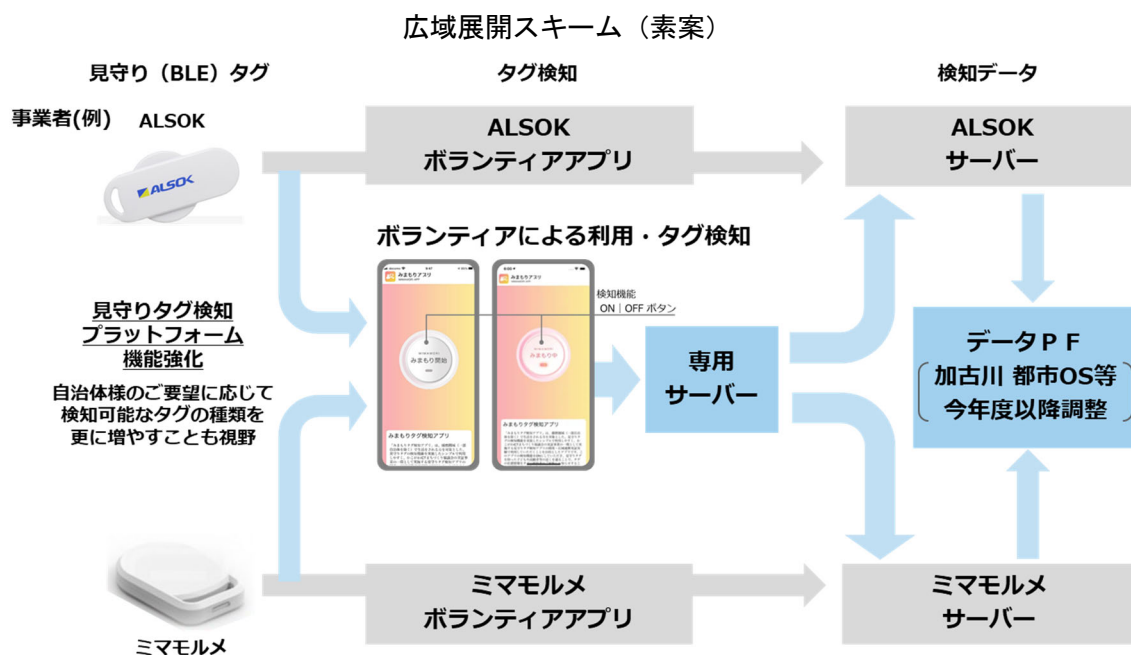 広域展開スキーム（素案）
見守り（BLE）タグ
タグ検知
検知データ
事業者(例)
ALSOK
ALSOK
ALSOK
ボランティアアプリ
ALSOK
サーバー
ボランティアによる利用・タグ検知
みまもりアプリ
みまもりアプリ
検知機能
ON｜OFF ボタン
みまもり開始
みまもり中
見守りタグ検知
プラットフォーム
機能強化
自治体様のご要望に応じて
検知可能なタグの種類を
更に増やすことも視野
専用
サーバー
データＰＦ
加古川 都市OS等
今年度以降調整
みまもりタグ検知アプリ
みまもりタグ検知アプリ
ミマモルメ
ボランティアアプリ
ミマモルメ
サーバー
ミマモルメ